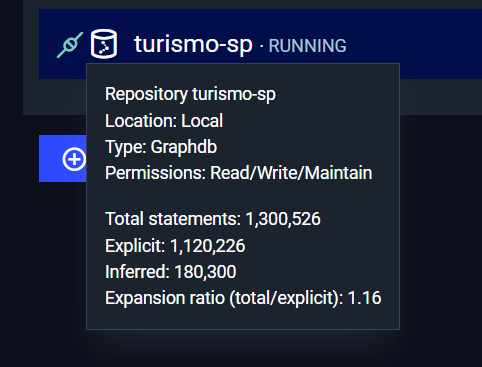 turismo-sp · RUNNING
Repository turismo-sp
Location: Local
Type: Graphdb
Permissions: Read/Write/Maintain
Total statements: 1,300,526
Explicit: 1,120,226
Inferred: 180,300
Expansion ratio (total/explicit): 1.16